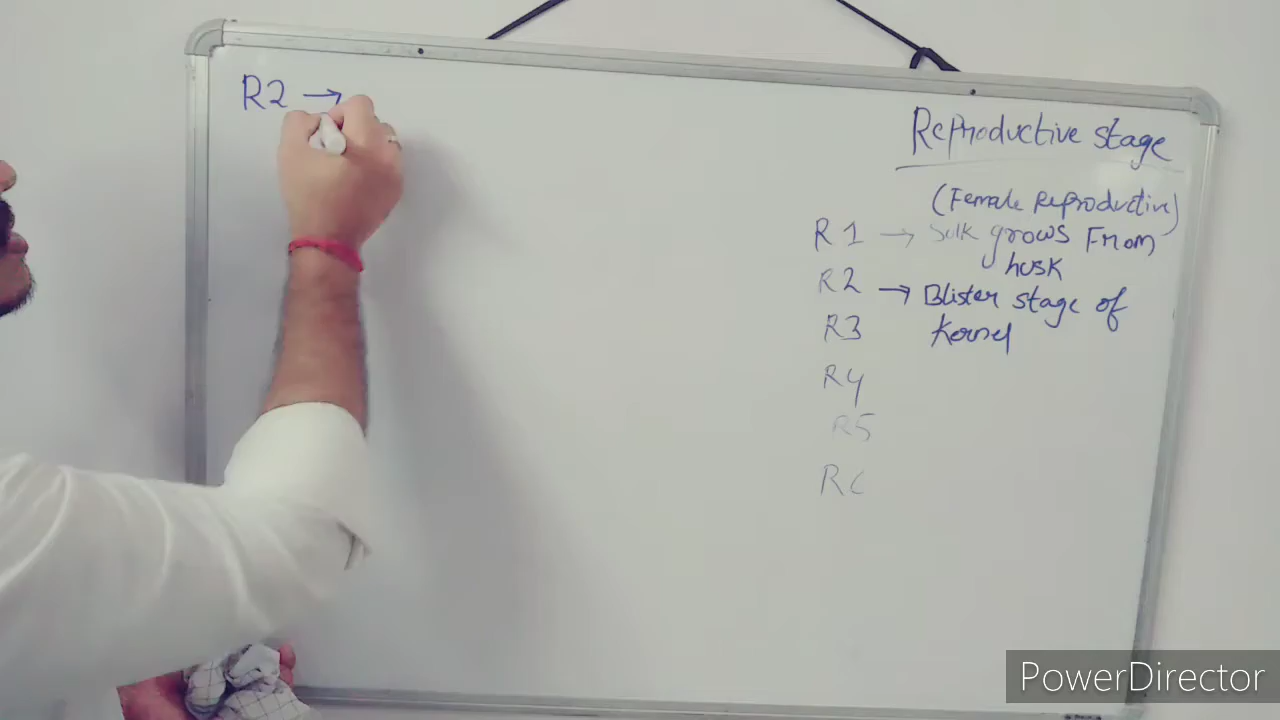 R2 →
Reproductive stage
(Female Reproductive)
R1 → Silk grows From
husk
R2 → Blister stage of
R3 kernel
R4
R5
PowerDirector